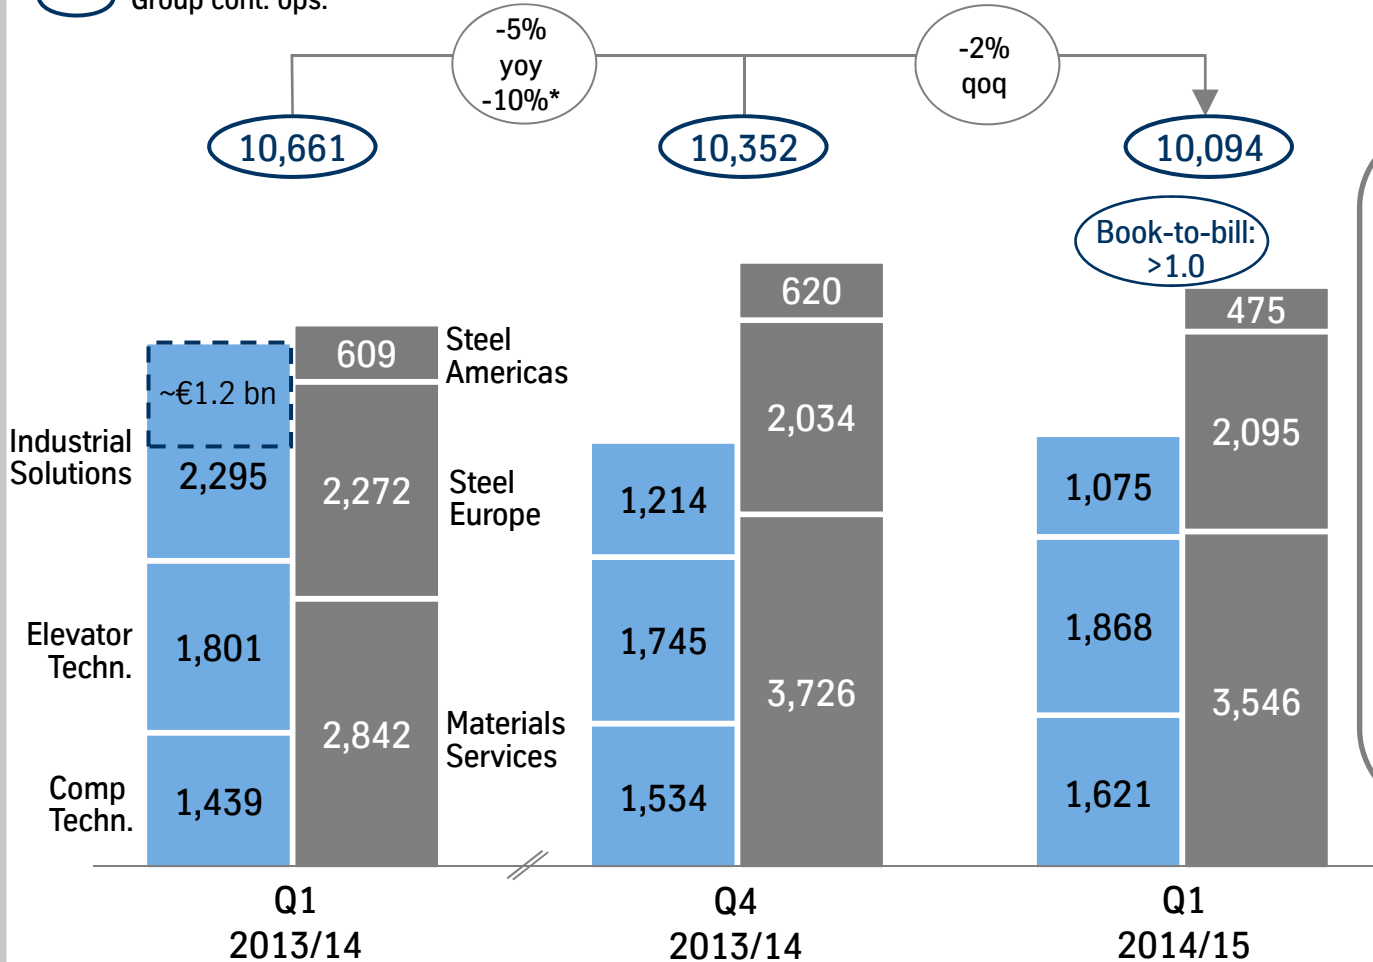 Group cont. ops.
-5%
yoy
-10%*
-2%
qoq
10,661
10,352
10,094
Book-to-bill:
>1.0
~€1.2 bn
Industrial
Solutions
2,295
Elevator
Techn.
1,801
Comp
Techn.
1,439
609
Steel
Americas
2,272
Steel
Europe
2,842
Materials
Services
1,214
1,745
1,534
620
2,034
3,726
1,075
1,868
1,621
475
2,095
3,546
Q1
2013/14
Q4
2013/14
Q1
2014/15